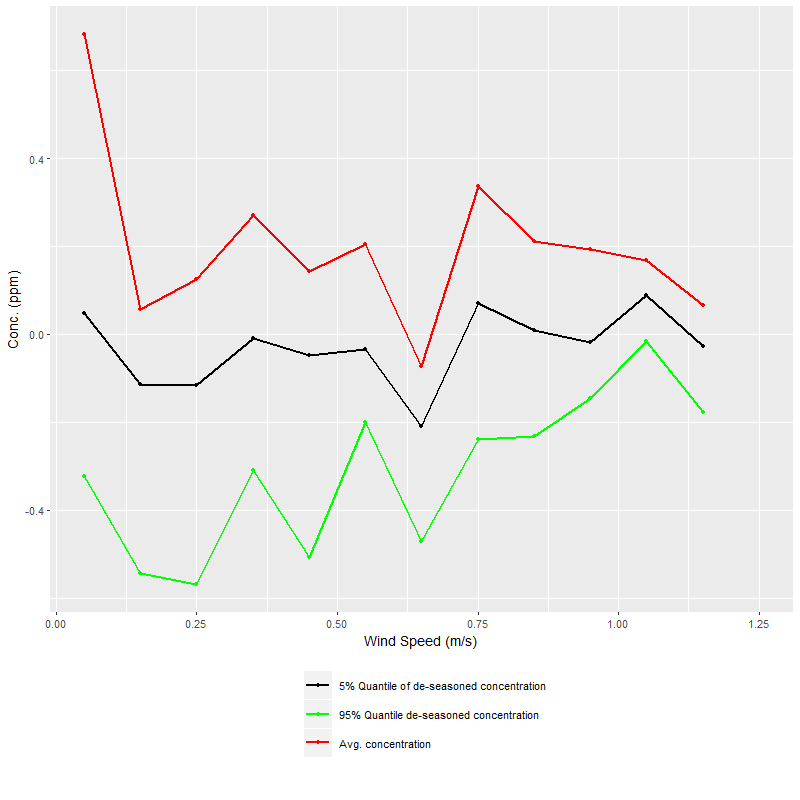 0.4
0.0
-0.4
Conc. (ppm)
0.00 0.25 0.50 0.75 1.00 1.25
Wind Speed (m/s)
5% Quantile of de-seasoned concentration
95% Quantile de-seasoned concentration
Avg. concentration